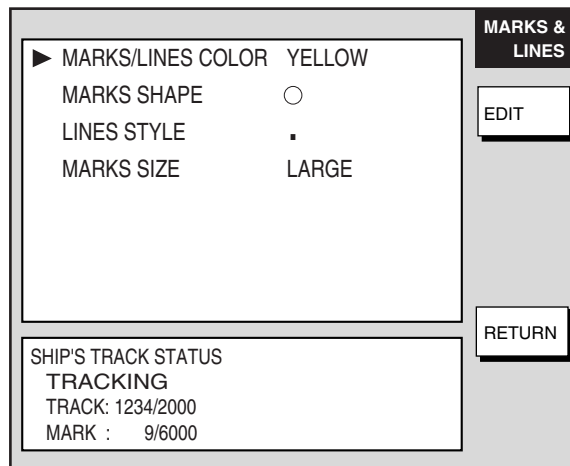 MARKS &
LINES
▶ MARKS/LINES COLOR YELLOW
MARKS SHAPE ○
LINES STYLE .
MARKS SIZE LARGE
EDIT
RETURN
SHIP'S TRACK STATUS
TRACKING
TRACK: 1234/2000
MARK : 9/6000